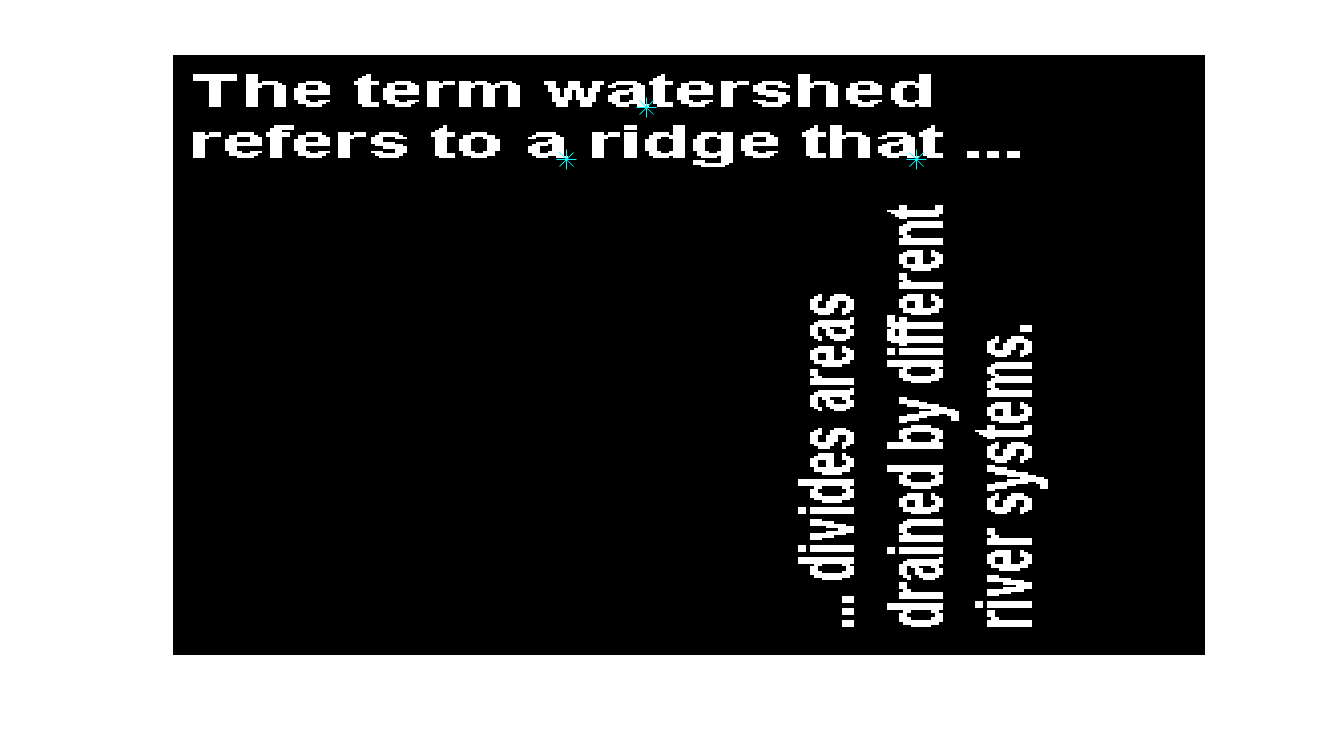 The term watershed
refers to a ridge that ...
... divides areas
drained by different
river systems.